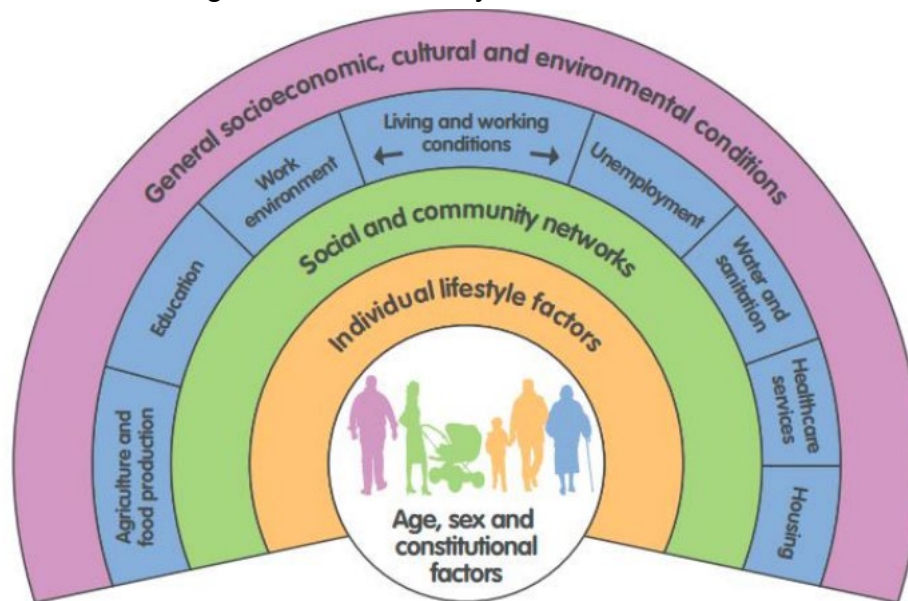 General socioeconomic, cultural and environmental conditions
Living and working
conditions
Work
environment
Unemployment
Education
Water and
sanitation
Agriculture and
food production
Healthcare
services
Housing
Social and community networks
Individual lifestyle factors
Age, sex and
constitutional
factors